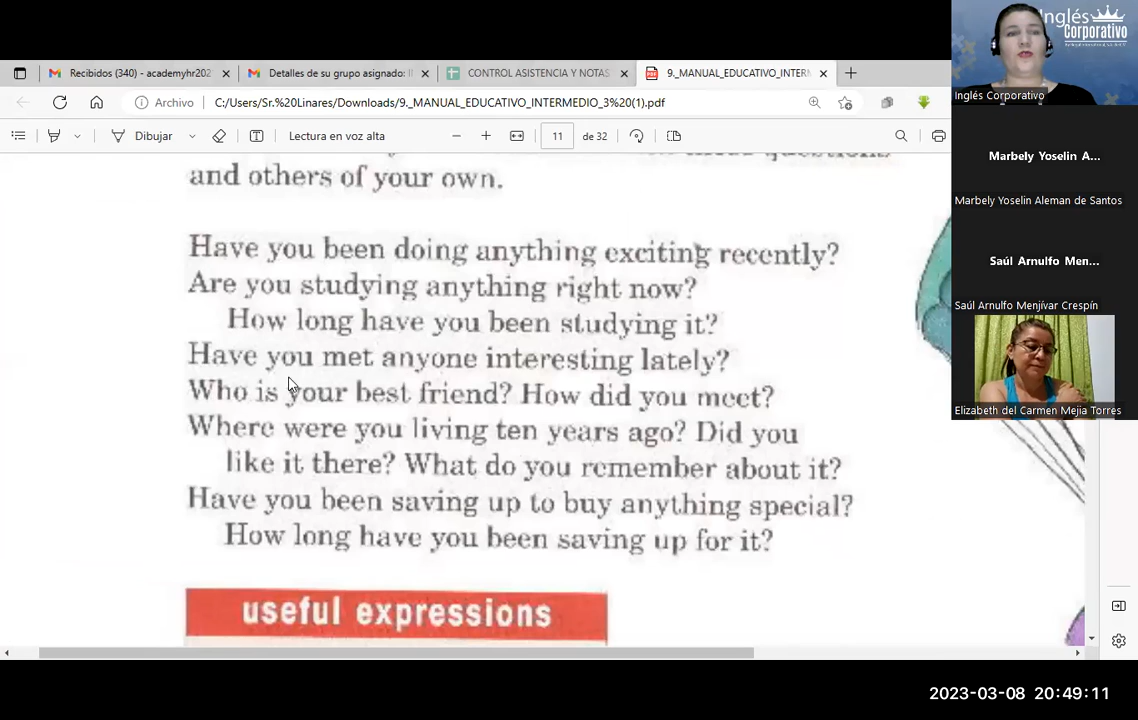 Inglés
Corporativo
Recibidos (340) - academyhr202
Detalles de su grupo asignado: II
CONTROL ASISTENCIA Y NOTAS
9._MANUAL_EDUCATIVO_INTERM
Inglés Corporativo
Archivo
C:/Users/Sr.%20Linares/Downloads/9._MANUAL_EDUCATIVO_INTERMEDIO_3%20(1).pdf
Dibujar
Lectura en voz alta
11
de 32
Marbely Yoselin A...
Marbely Yoselin Aleman de Santos
Saúl Arnulfo Men...
Saúl Arnulfo Menjívar Crespín
Elizabeth del Carmen Mejia Torres
questions
and others of your own.
Have you been doing anything exciting recently?
Are you studying anything right now?
How long have you been studying it?
Have you met anyone interesting lately?
Who is your best friend? How did you meet?
Where were you living ten years ago? Did you
like it there? What do you remember about it?
Have you been saving up to buy anything special?
How long have you been saving up for it?
useful expressions
2023-03-08 20:49:11